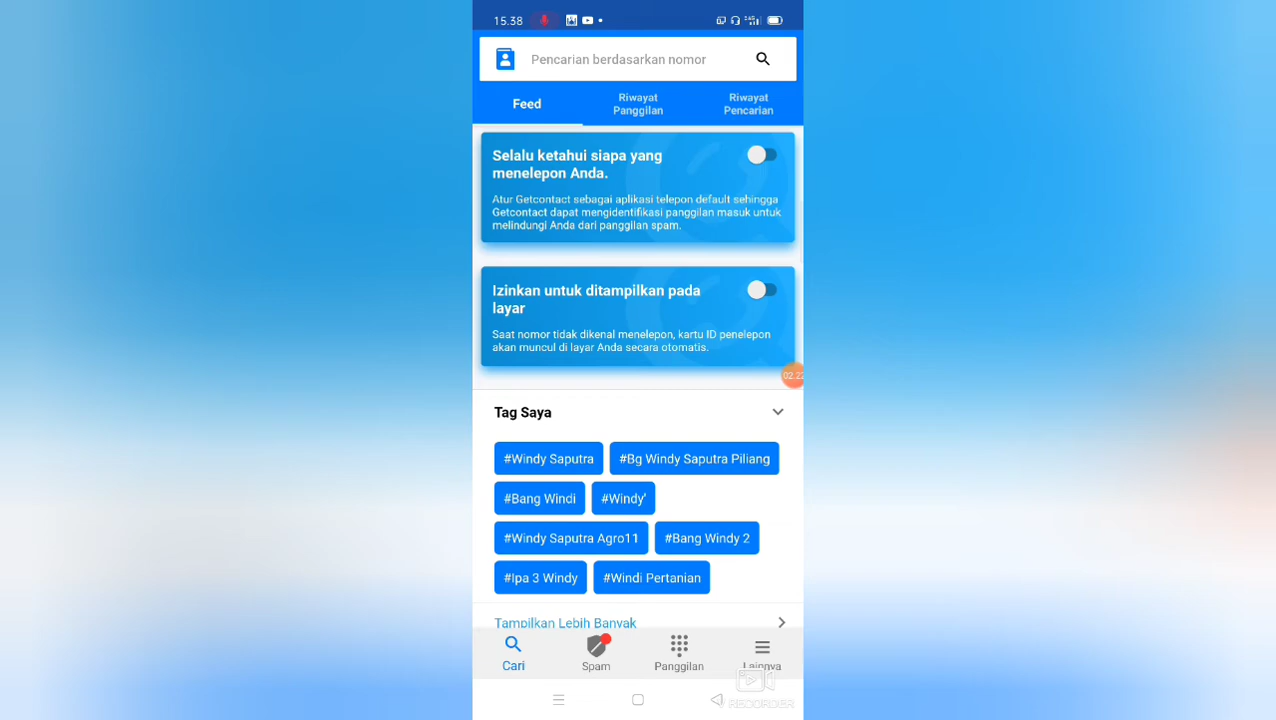 15.38
Pencarian berdasarkan nomor
Feed
Riwayat
Panggilan
Riwayat
Pencarian
Selalu ketahui siapa yang
menelepon Anda.
Atur Getcontact sebagai aplikasi telepon default sehingga
Getcontact dapat mengidentifikasi panggilan masuk untuk
melindungi Anda dari panggilan spam.
Izinkan untuk ditampilkan pada
layar
Saat nomor tidak dikenal menelepon, kartu ID penelepon
akan muncul di layar Anda secara otomatis.
02.22
Tag Saya
#Windy Saputra #Bg Windy Saputra Piliang
#Bang Windi #Windy'
#Windy Saputra Agro11 #Bang Windy 2
#Ipa 3 Windy #Windi Pertanian
Tampilkan Lebih Banyak
Cari Spam Panggilan Lainnya
RECORDER